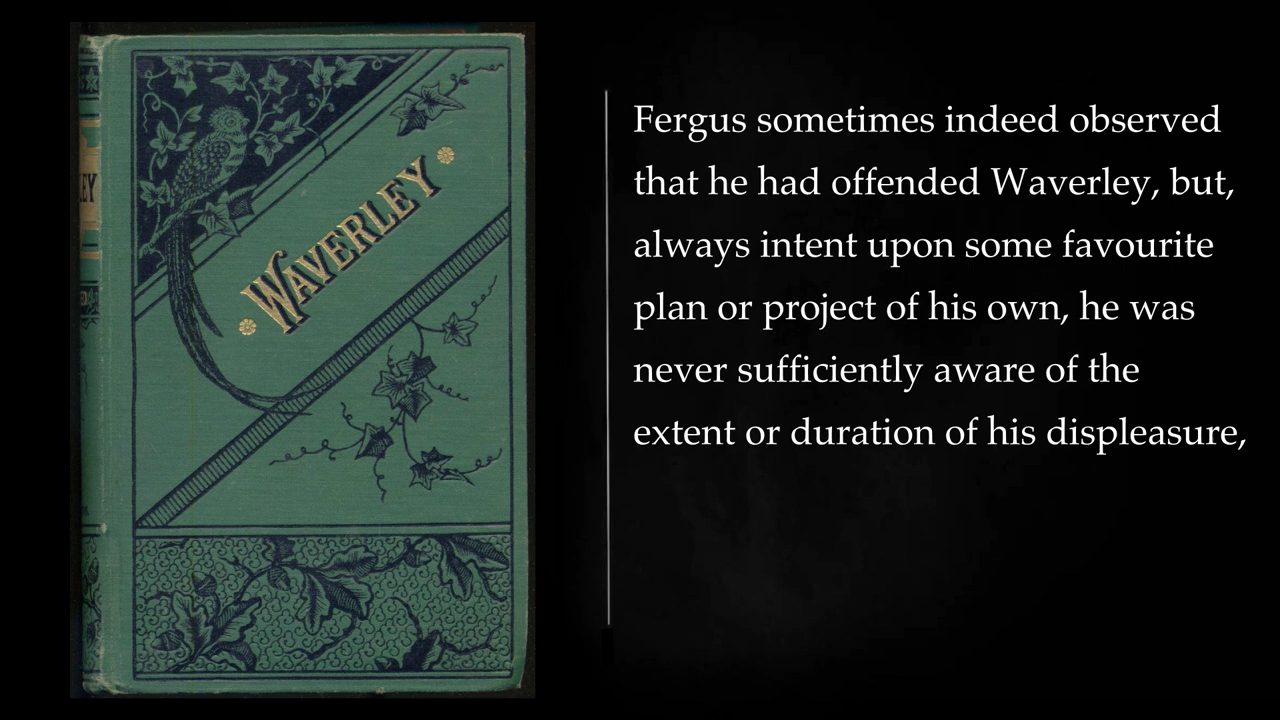 WAVERLEY
EY
Fergus sometimes indeed observed
that he had offended Waverley, but,
always intent upon some favourite
plan or project of his own, he was
never sufficiently aware of the
extent or duration of his displeasure,